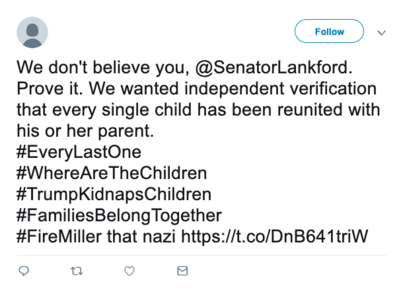 Follow
We don't believe you, @SenatorLankford.
Prove it. We wanted independent verification
that every single child has been reunited with
his or her parent.
#EveryLastOne
#WhereAreTheChildren
#TrumpKidnapsChildren
#FamiliesBelongTogether
#FireMiller that nazi https://t.co/DnB641triW